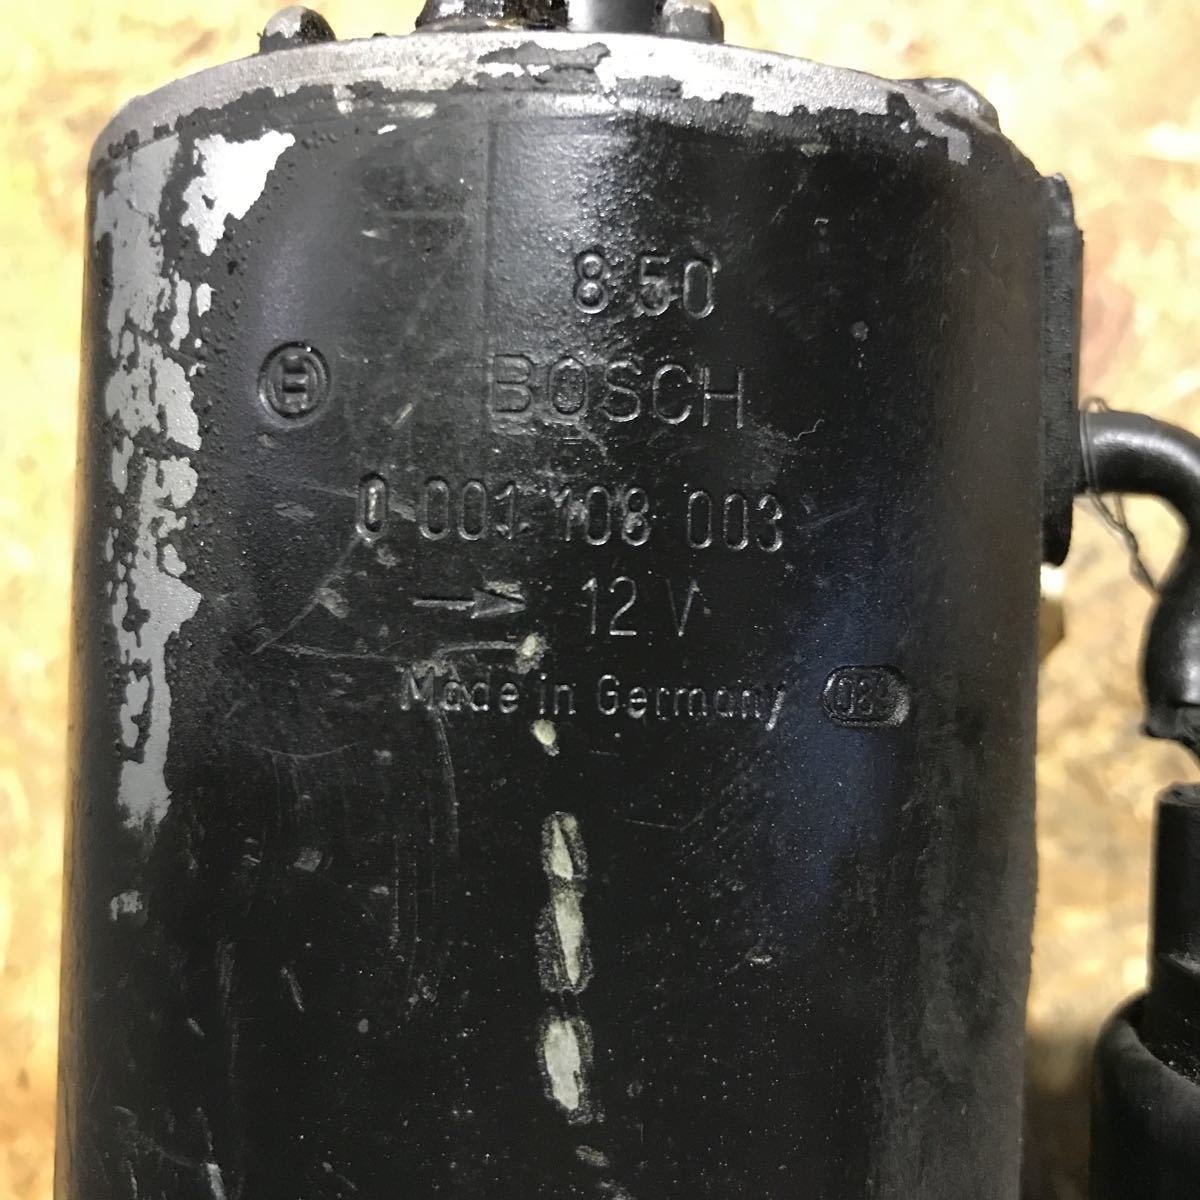 850
BOSCH
0 001 108 003
→ 12 V
Made in Germany